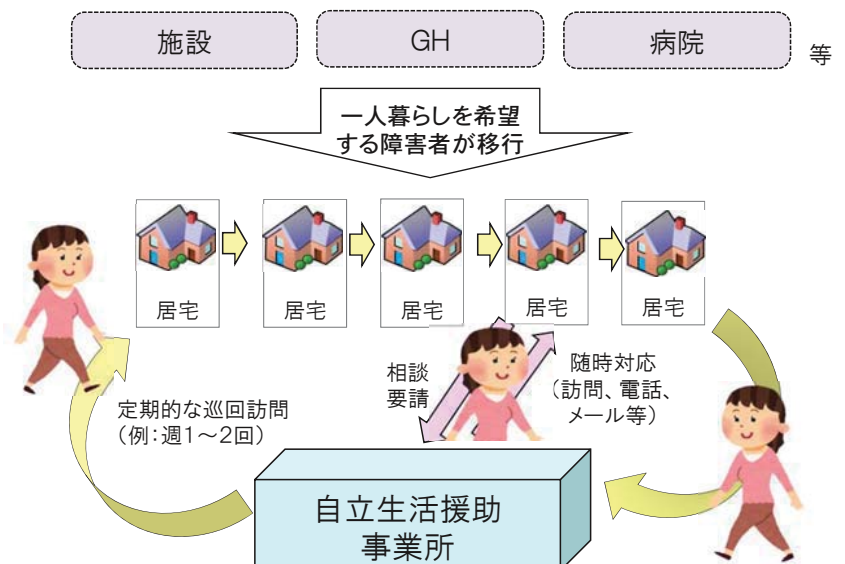 施設
GH
病院
等
一人暮らしを希望
する障害者が移行
居宅
居宅
居宅
居宅
居宅
定期的な巡回訪問
（例：週1～2回）
相談
要請
随時対応
（訪問、電話、
メール等）
自立生活援助
事業所